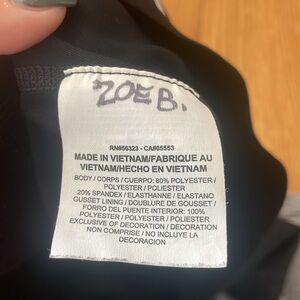 ZOE B.
RN#56323 - CA#05553
MADE IN VIETNAM/FABRIQUE AU
VIETNAM/HECHO EN VIETNAM
BODY / CORPS / CUERPO: 80% POLYESTER /
POLYESTER / POLIESTER
20% SPANDEX / ELASTHANNE / ELASTANO
GUSSET LINING / DOUBLURE DE GOUSSET /
FORRO DEL PUENTE INTERIOR: 100%
POLYESTER / POLYESTER / POLIESTER
EXCLUSIVE OF DECORATION / DECORATION
NON COMPRISE / NO INCLUYE LA
DECORACION